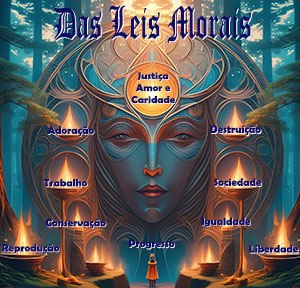 Das Leis Morais
Justiça
Amor e
Caridade
Adoração
Destruição
Trabalho
Sociedade
Conservação
Igualdade
Reprodução
Progresso
Liberdade